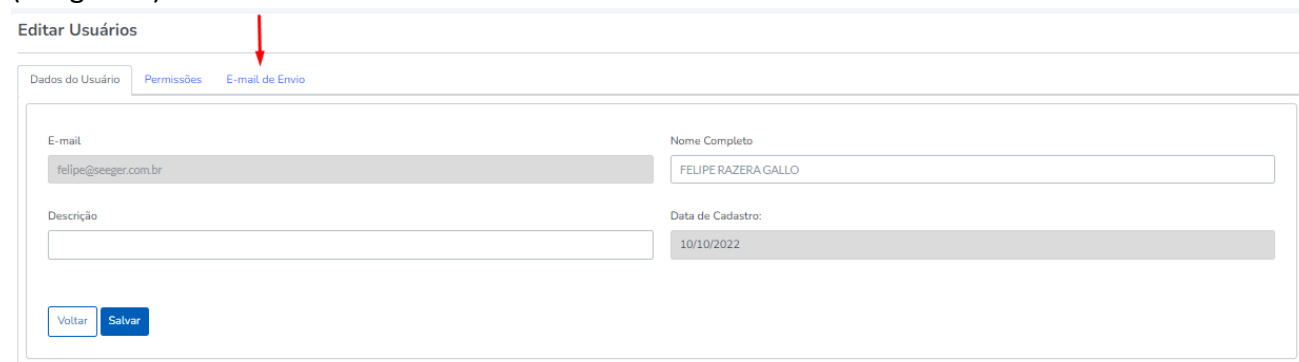 Editar Usuários
Dados do Usuário Permissões E-mail de Envio
E-mail Nome Completo
felipe@seeger.com.br FELIPE RAZERA GALLO
Descrição Data de Cadastro:
10/10/2022
Voltar Salvar